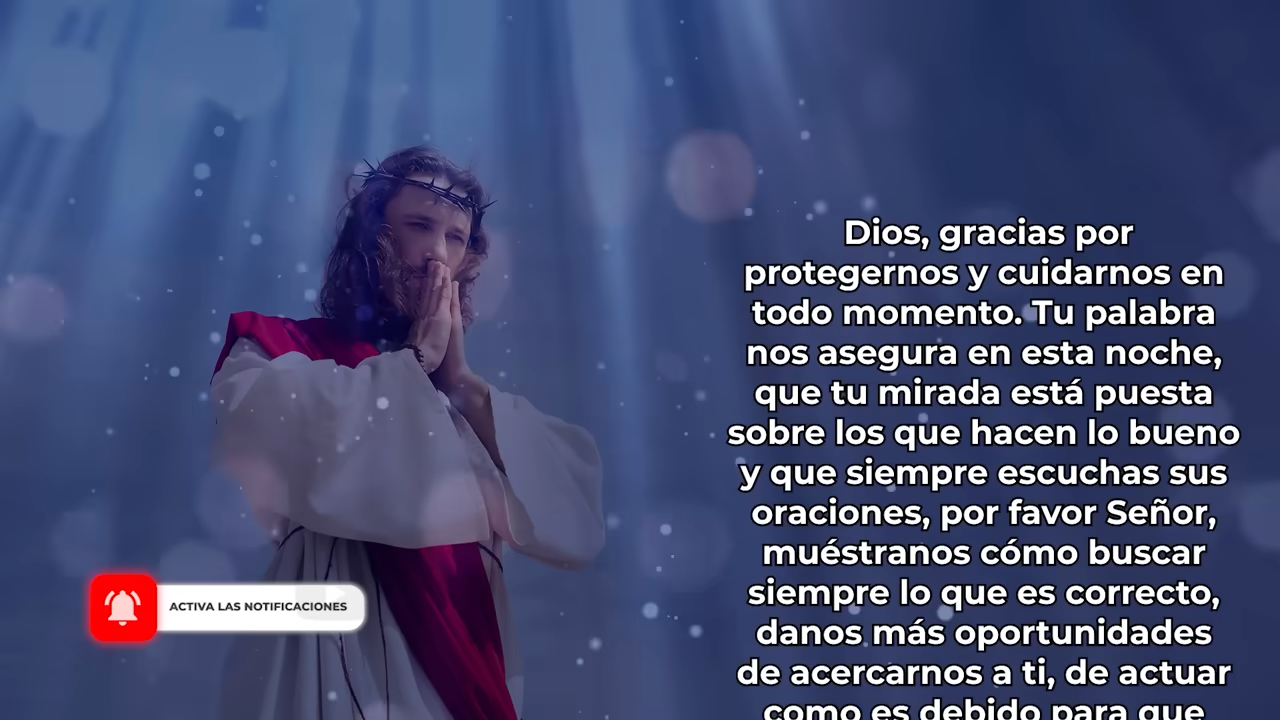 Dios, gracias por
protegernos y cuidarnos en
todo momento. Tu palabra
nos asegura en esta noche,
que tu mirada está puesta
sobre los que hacen lo bueno
y que siempre escuchas sus
oraciones, por favor Señor,
muéstranos cómo buscar
siempre lo que es correcto,
danos más oportunidades
de acercarnos a ti, de actuar
como es debido para que
ACTIVA LAS NOTIFICACIONES